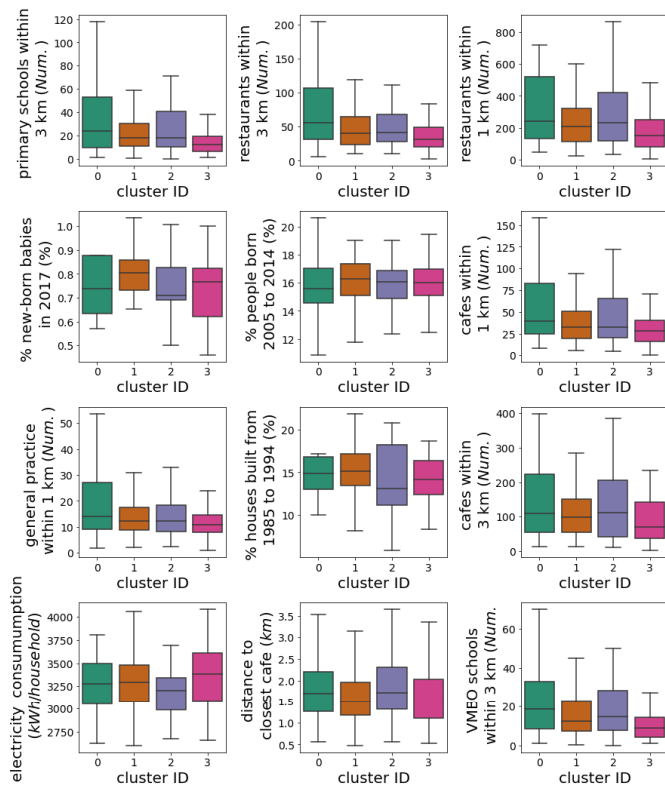 primary schools within
3 km (Num.)
120
100
80
60
40
20
0
0 1 2 3
cluster ID
restaurants within
3 km (Num.)
200
150
100
50
0
0 1 2 3
cluster ID
restaurants within
1 km (Num.)
800
600
400
200
0
0 1 2 3
cluster ID
% new-born babies
in 2017 (%)
1.0
0.9
0.8
0.7
0.6
0.5
0 1 2 3
cluster ID
% people born
2005 to 2014 (%)
20
18
16
14
12
0 1 2 3
cluster ID
cafes within
1 km (Num.)
150
125
100
75
50
25
0
0 1 2 3
cluster ID
general practice
within 1 km (Num.)
50
40
30
20
10
0
0 1 2 3
cluster ID
% houses built from
1985 to 1994 (%)
20
15
10
0 1 2 3
cluster ID
cafes within
3 km (Num.)
400
300
200
100
0
0 1 2 3
cluster ID
electricity consumumption
(kWh/household)
4000
3750
3500
3250
3000
2750
0 1 2 3
cluster ID
distance to
closest cafe (km)
3.5
3.0
2.5
2.0
1.5
1.0
0.5
0 1 2 3
cluster ID
VMEO schools
within 3 km (Num.
60
40
20
0
0 1 2 3
cluster ID